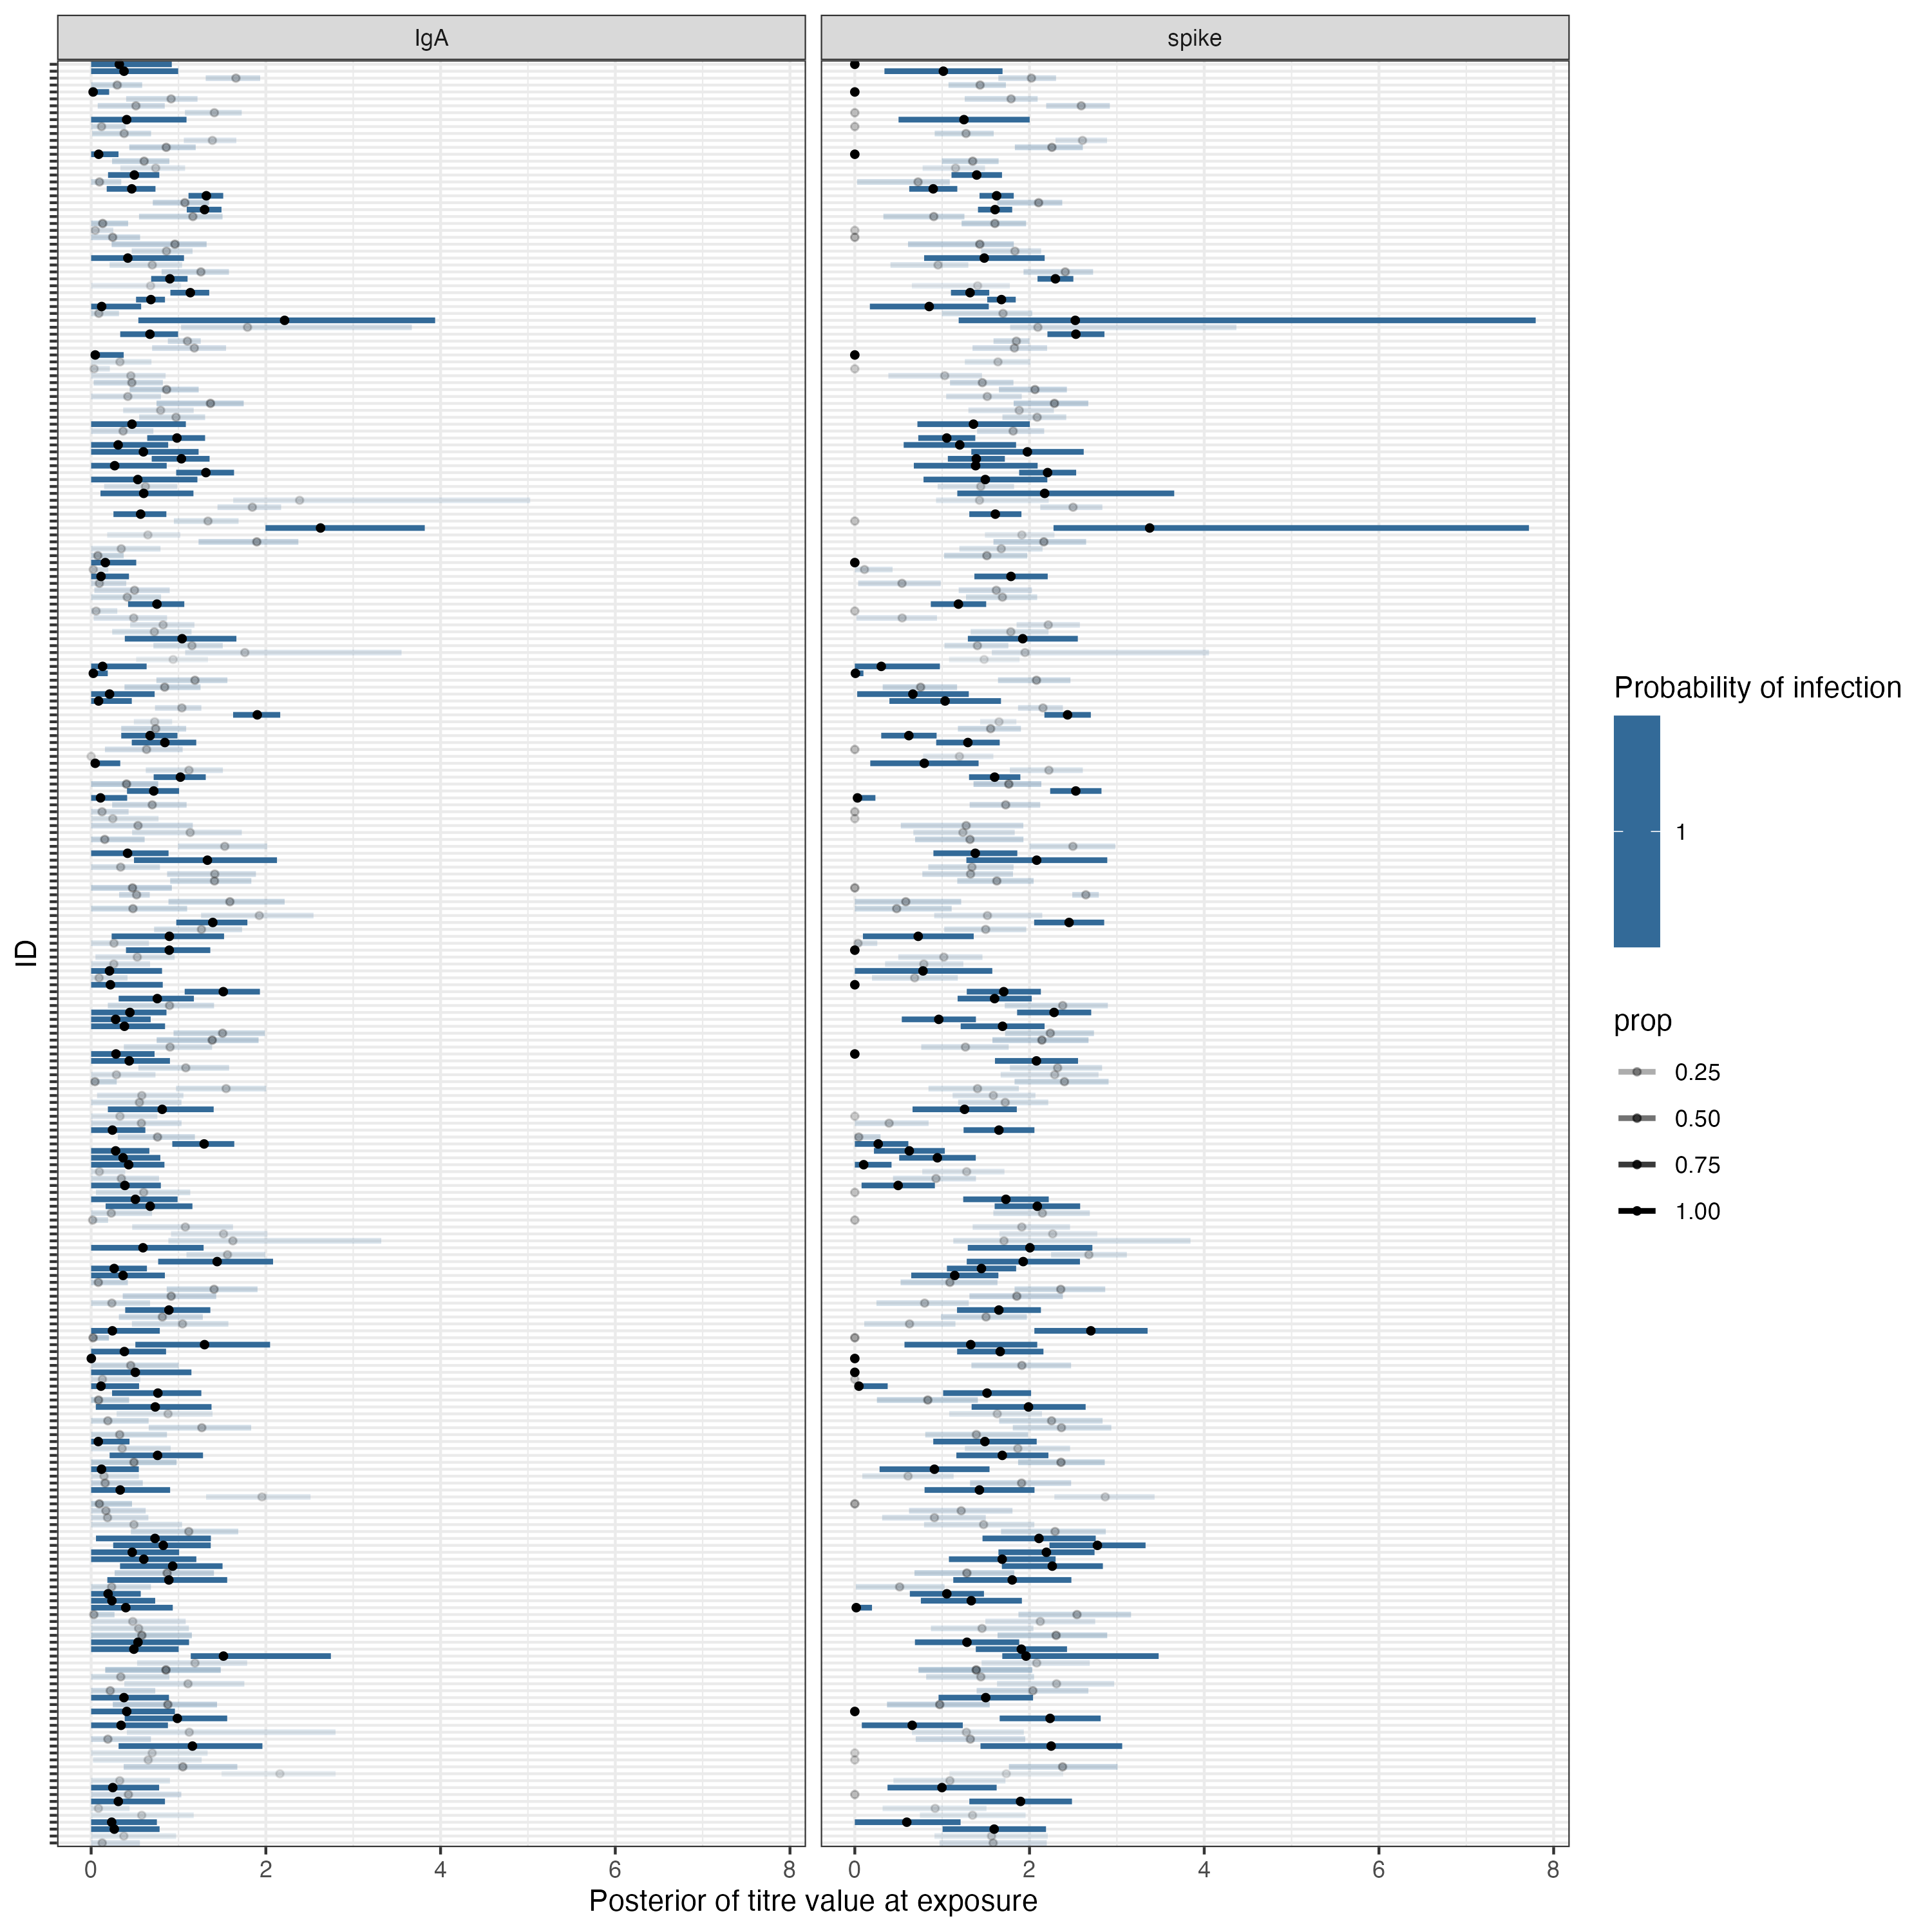 IgA
spike
ID
0 2 4 6 8
0 2 4 6 8
Posterior of titre value at exposure
Probability of infection
1
prop
0.25
0.50
0.75
1.00